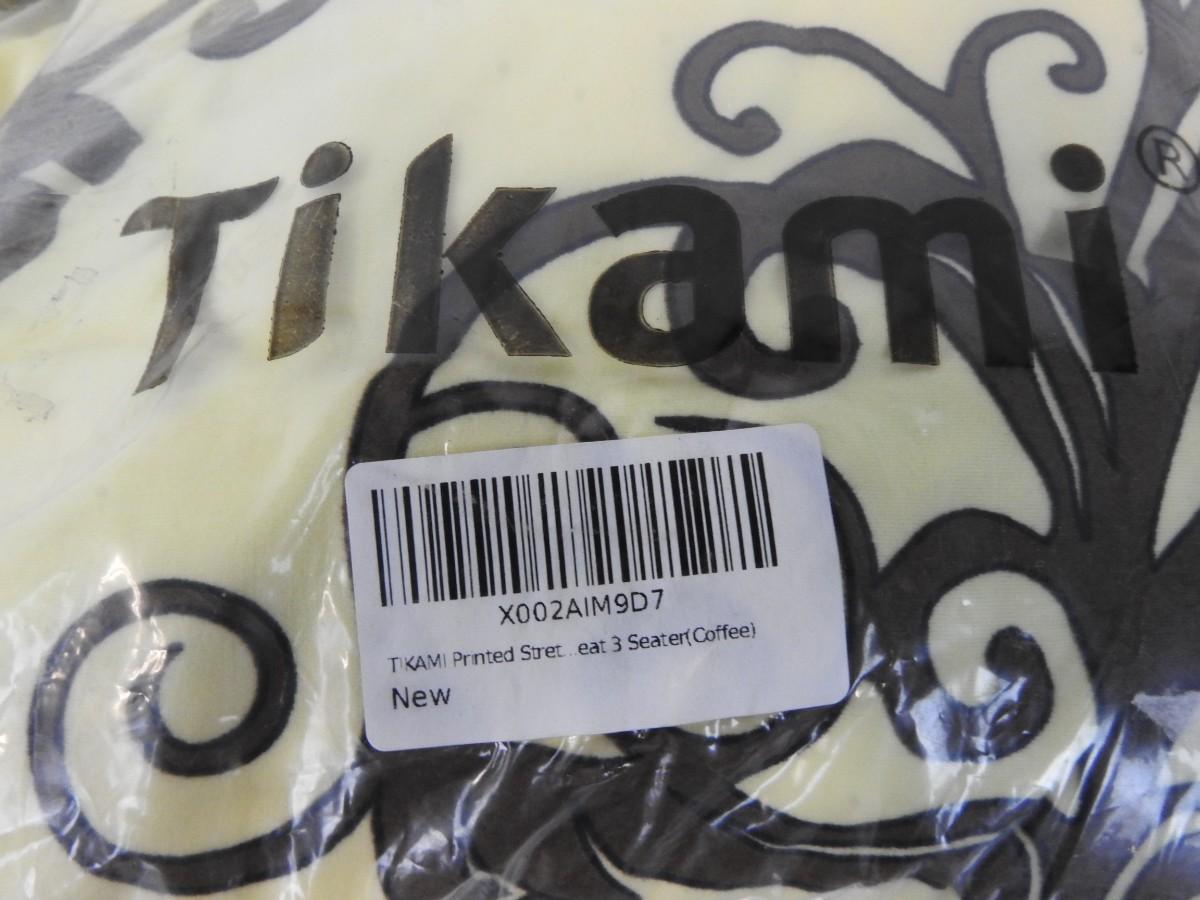 Tikami®
X002AIM9D7
TIKAMI Printed Stret...eat 3 Seater(Coffee)
New